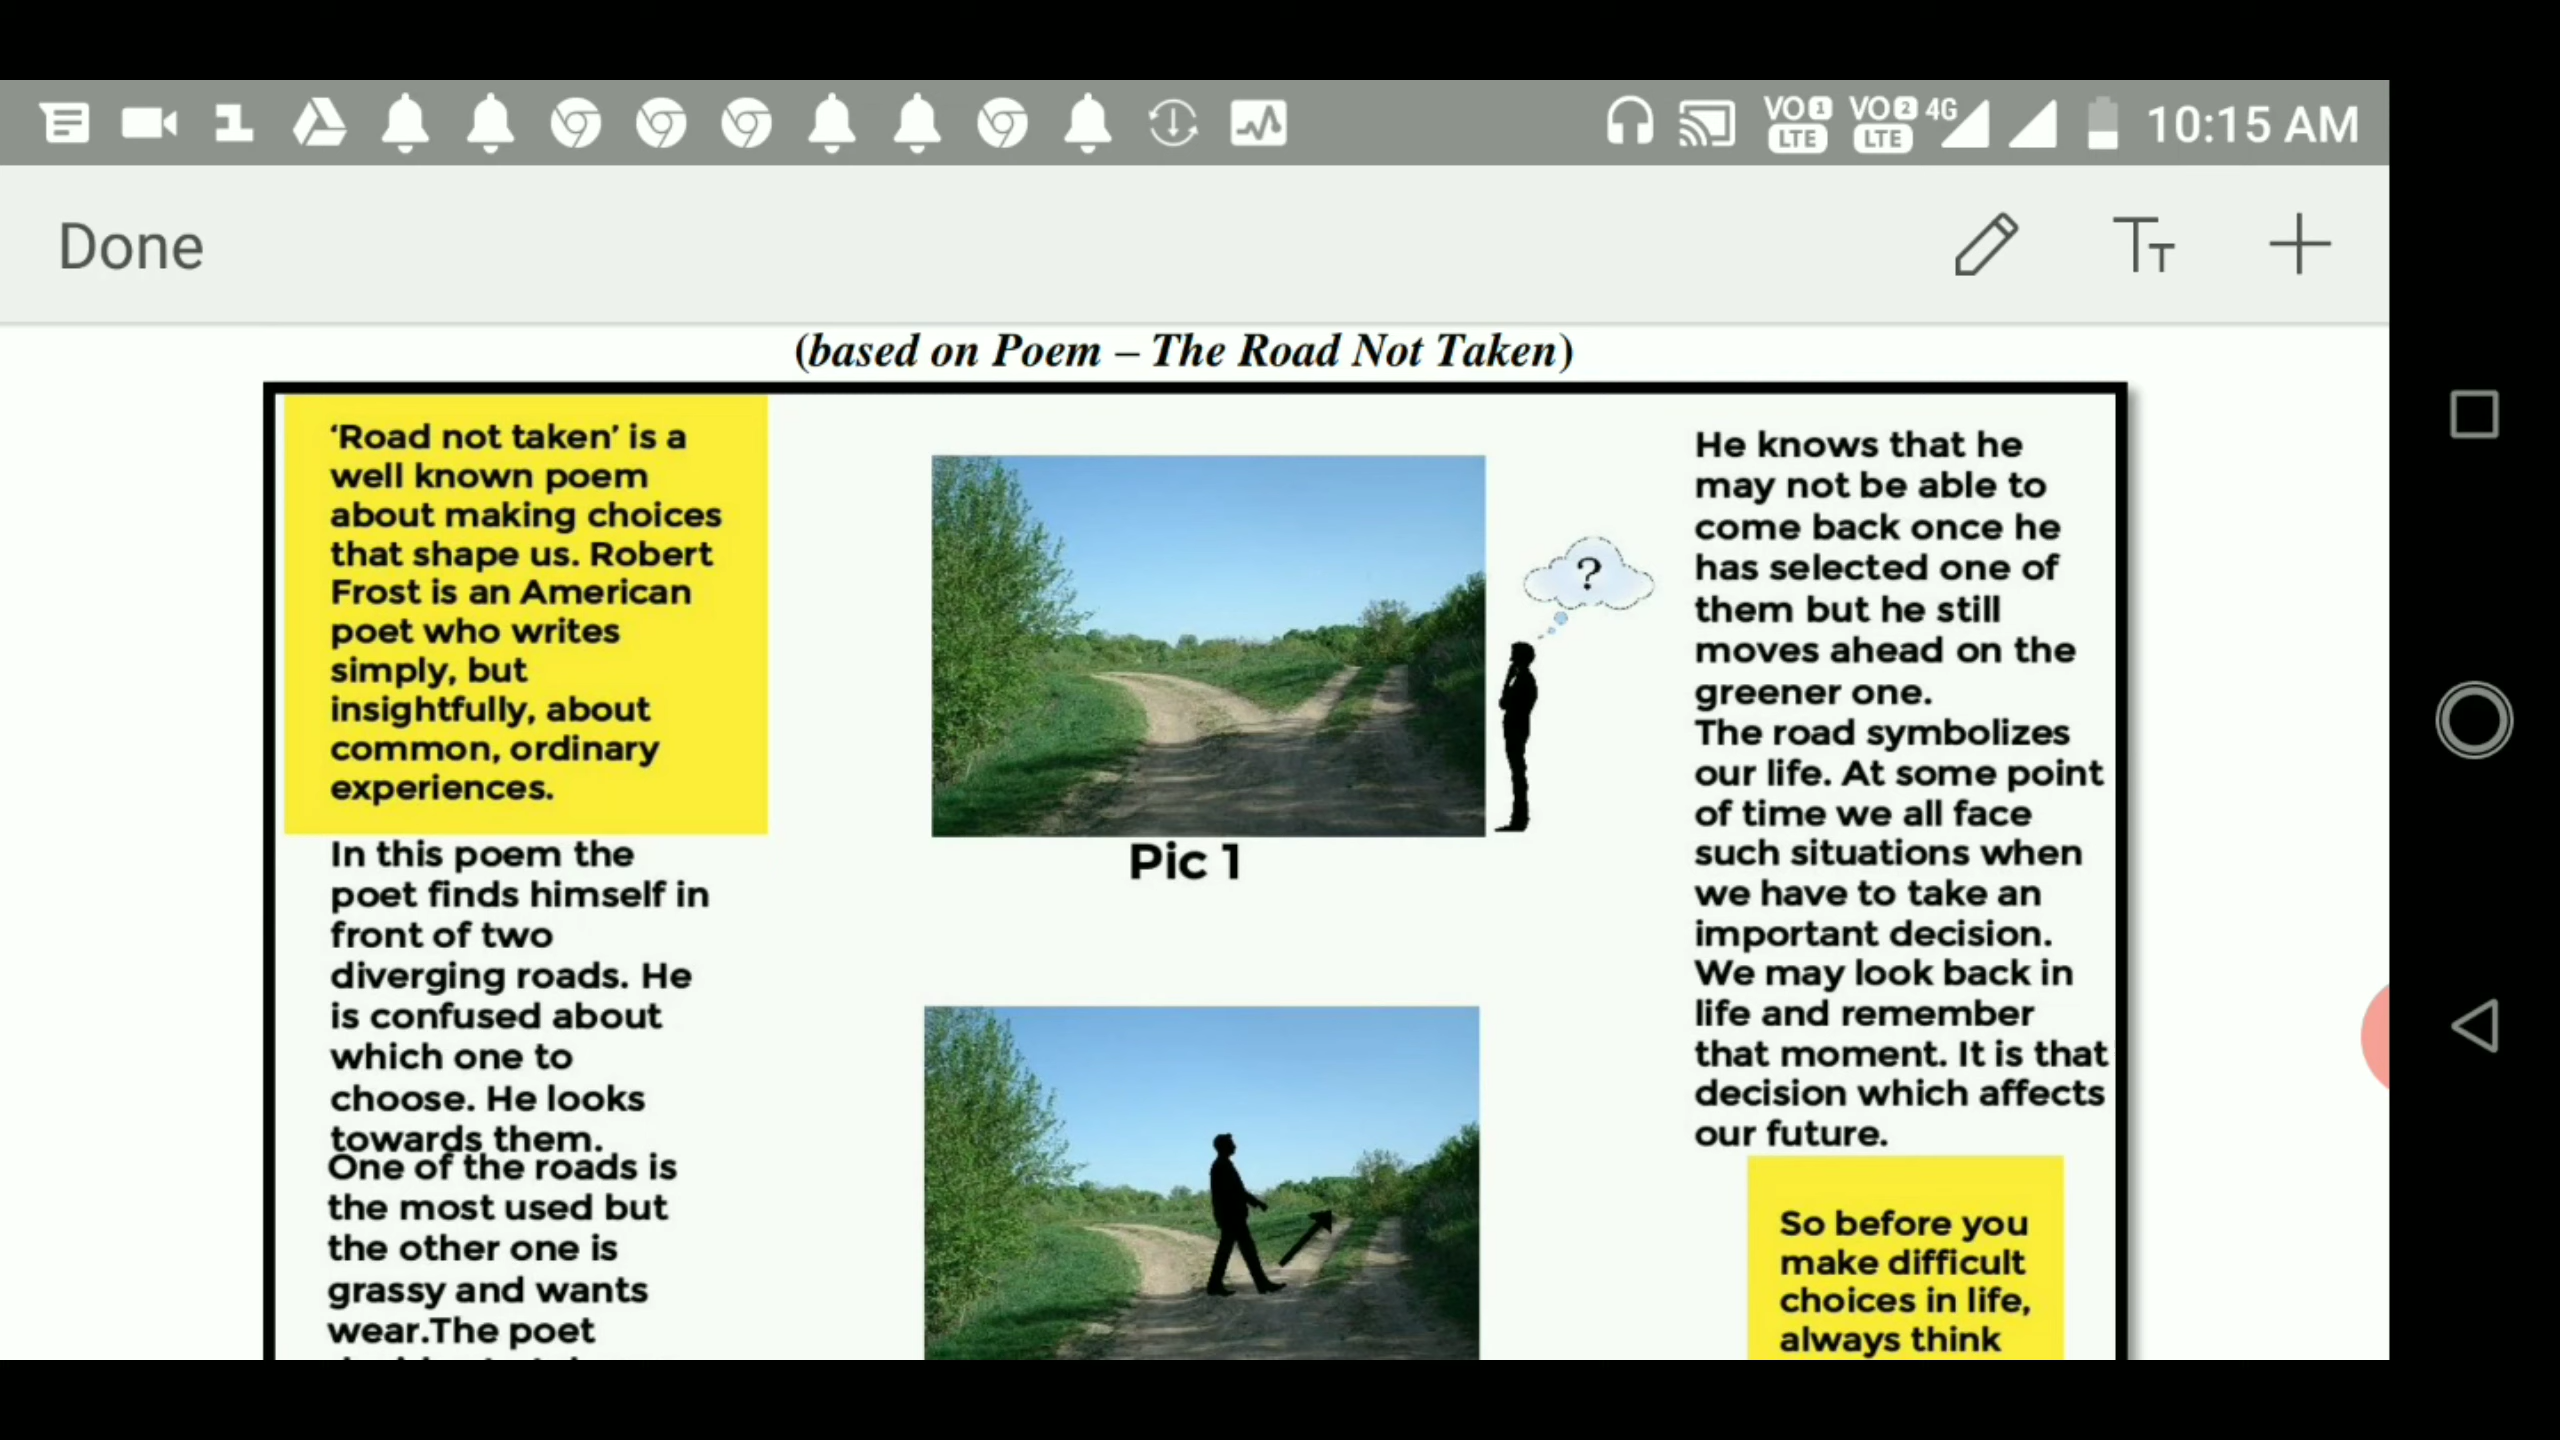 VO 1 LTE
VO 2 LTE
4G
10:15 AM
Done
TT
(based on Poem – The Road Not Taken)
‘Road not taken’ is a
well known poem
about making choices
that shape us. Robert
Frost is an American
poet who writes
simply, but
insightfully, about
common, ordinary
experiences.
In this poem the
poet finds himself in
front of two
diverging roads. He
is confused about
which one to
choose. He looks
towards them.
One of the roads is
the most used but
the other one is
grassy and wants
wear.The poet
?
Pic 1
He knows that he
may not be able to
come back once he
has selected one of
them but he still
moves ahead on the
greener one.
The road symbolizes
our life. At some point
of time we all face
such situations when
we have to take an
important decision.
We may look back in
life and remember
that moment. It is that
decision which affects
our future.
So before you
make difficult
choices in life,
always think